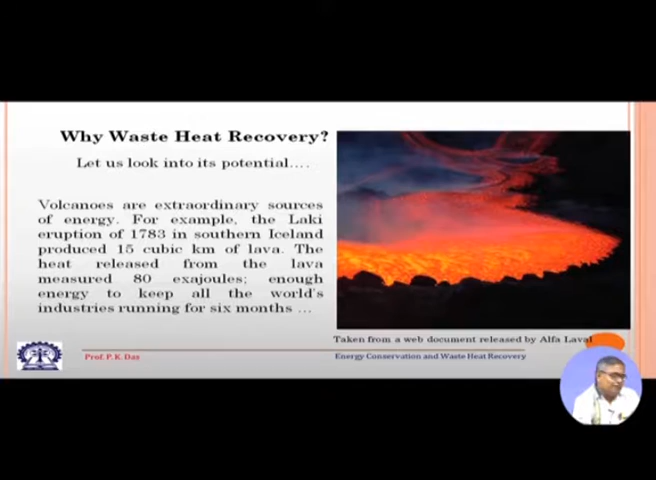 Why Waste Heat Recovery?
Let us look into its potential....
Volcanoes are extraordinary sources
of energy. For example, the Laki
eruption of 1783 in southern Iceland
produced 15 cubic km of lava. The
heat released from the lava
measured 80 exajoules; enough
energy to keep all the world's
industries running for six months ...
Taken from a web document released by Alfa Laval
Prof. P. K. Das
Energy Conservation and Waste Heat Recovery